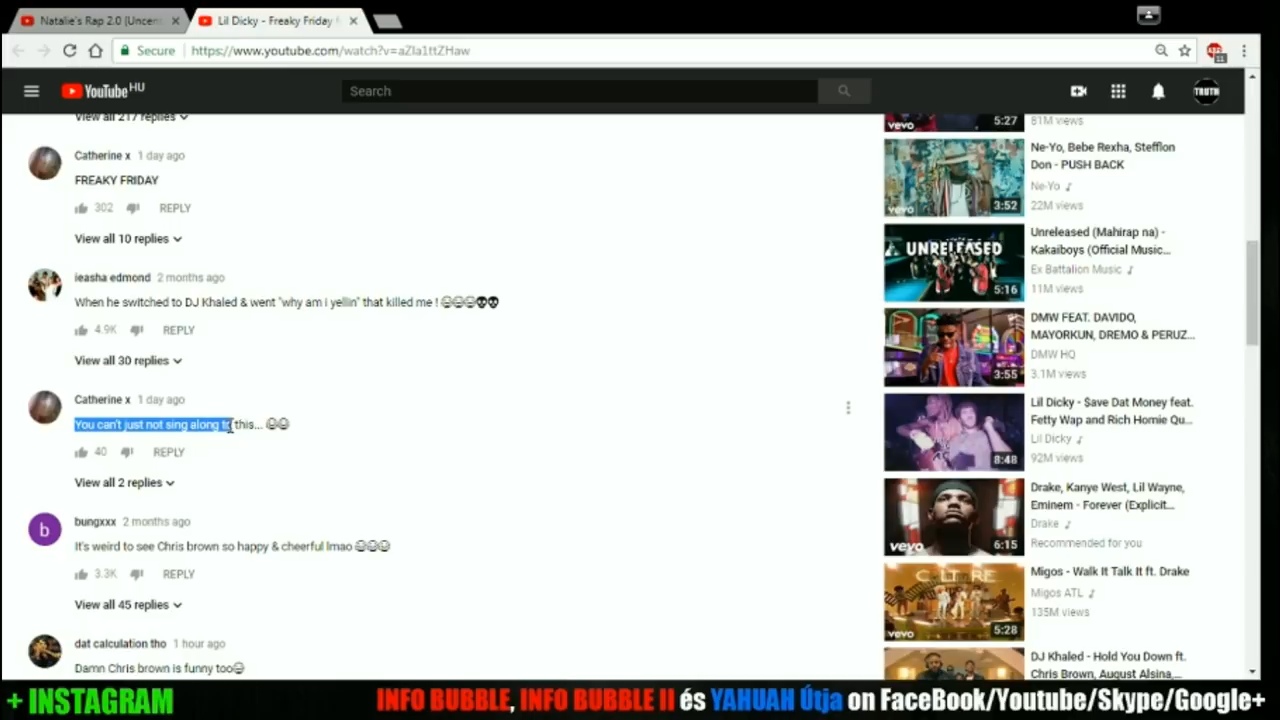 Natalie's Rap 2.0 (Uncen
Lil Dicky - Freaky Friday
Secure
https://www.youtube.com/watch?v=aZla1ttZHaw
11
YouTube HU
Search
TRUTH
View all 217 replies
Catherine x 1 day ago
FREAKY FRIDAY
302 REPLY
View all 10 replies
ieasha edmond 2 months ago
When he switched to DJ Khaled & went "why am i yellin" that killed me ! 😂😂😂💀💀
4.9K REPLY
View all 30 replies
Catherine x 1 day ago
You can't just not sing along to this... 😂😂
40 REPLY
View all 2 replies
bungxxx 2 months ago
b
It's weird to see Chris brown so happy & cheerful lmao 😂😂😂
3.3K REPLY
View all 45 replies
dat calculation tho 1 hour ago
Damn Chris brown is funny too😂
vevo
5:27
81M views
Ne-Yo, Bebe Rexha, Stefflon
Don - PUSH BACK
Ne-Yo
22M views
vevo
3:52
Unreleased (Mahirap na) -
Kakaiboys (Official Music...
Ex Battalion Music
11M views
UNRELEASED
5:16
DMW FEAT. DAVIDO,
MAYORKUN, DREMO & PERUZ...
DMW HQ
3.1M views
3:55
Lil Dicky - $ave Dat Money feat.
Fetty Wap and Rich Homie Qu...
Lil Dicky
92M views
8:48
Drake, Kanye West, Lil Wayne,
Eminem - Forever (Explicit...
Drake
Recommended for you
vevo
6:15
Migos - Walk It Talk It ft. Drake
Migos ATL
135M views
CULTURE
vevo
5:28
DJ Khaled - Hold You Down ft.
Chris Brown, August Alsina,...
+ INSTAGRAM
INFO BUBBLE, INFO BUBBLE II és YAHUAH Útja on FaceBook/Youtube/Skype/Google+